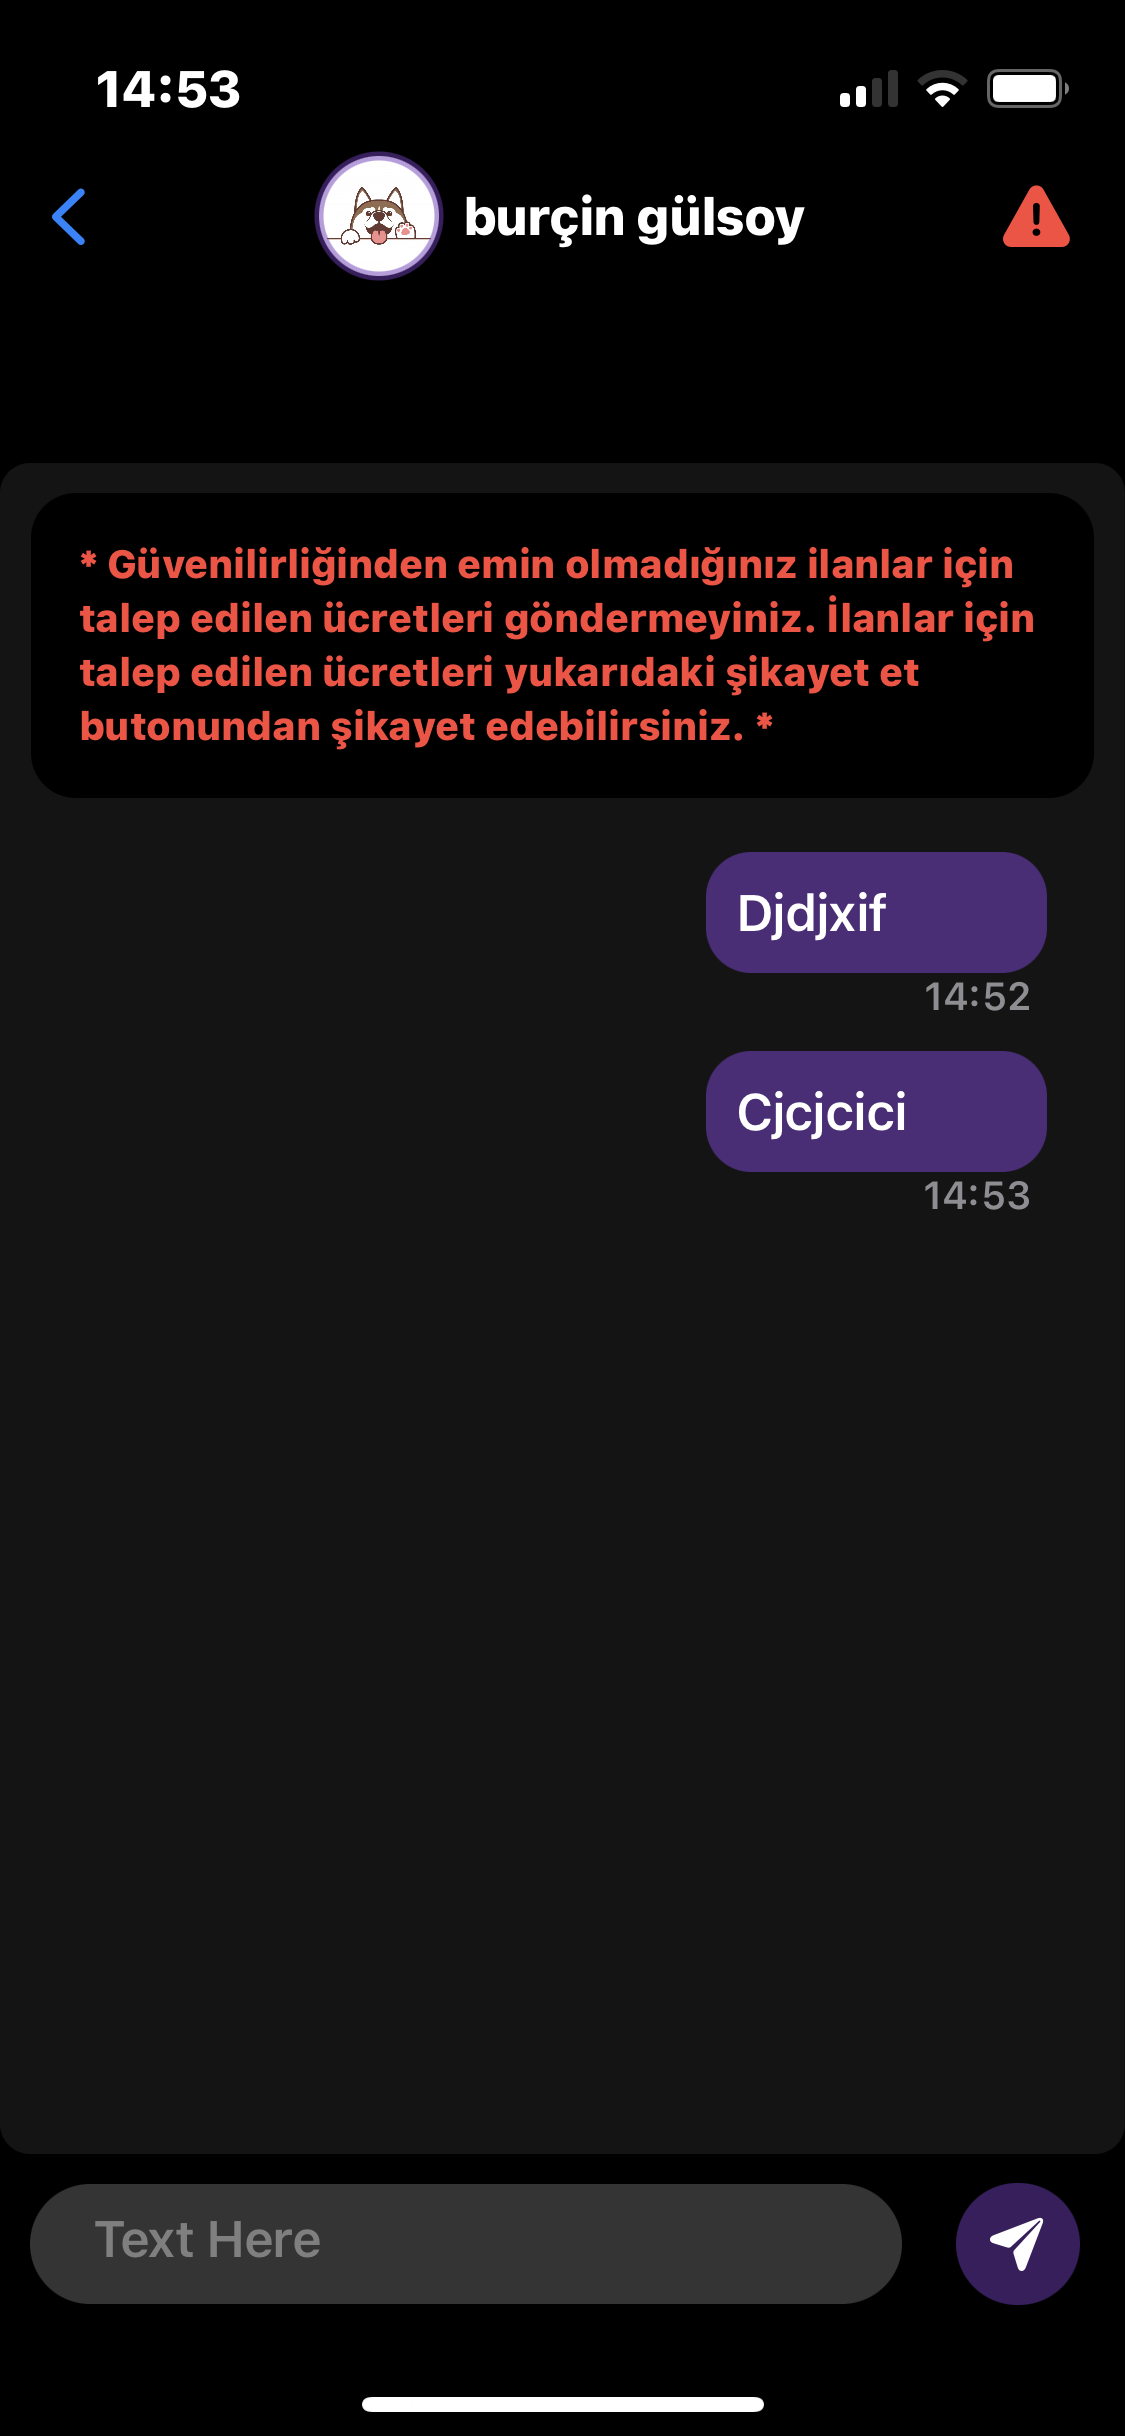 14:53
burçin gülsoy
* Güvenilirliğinden emin olmadığınız ilanlar için
talep edilen ücretleri göndermeyiniz. İlanlar için
talep edilen ücretleri yukarıdaki şikayet et
butonundan şikayet edebilirsiniz. *
Djdjxif
14:52
Cjcjcici
14:53
Text Here